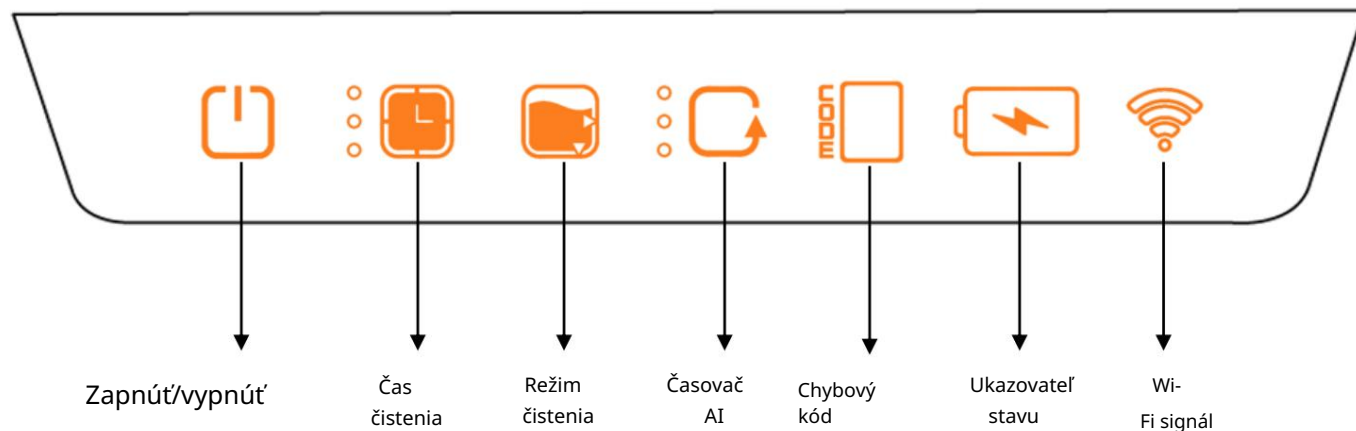 CODE
Zapnúť/vypnúť
Čas
čistenia
Režim
čistenia
Časovač
AI
Chybový
kód
Ukazovateľ
stavu
Wi-
Fi signál